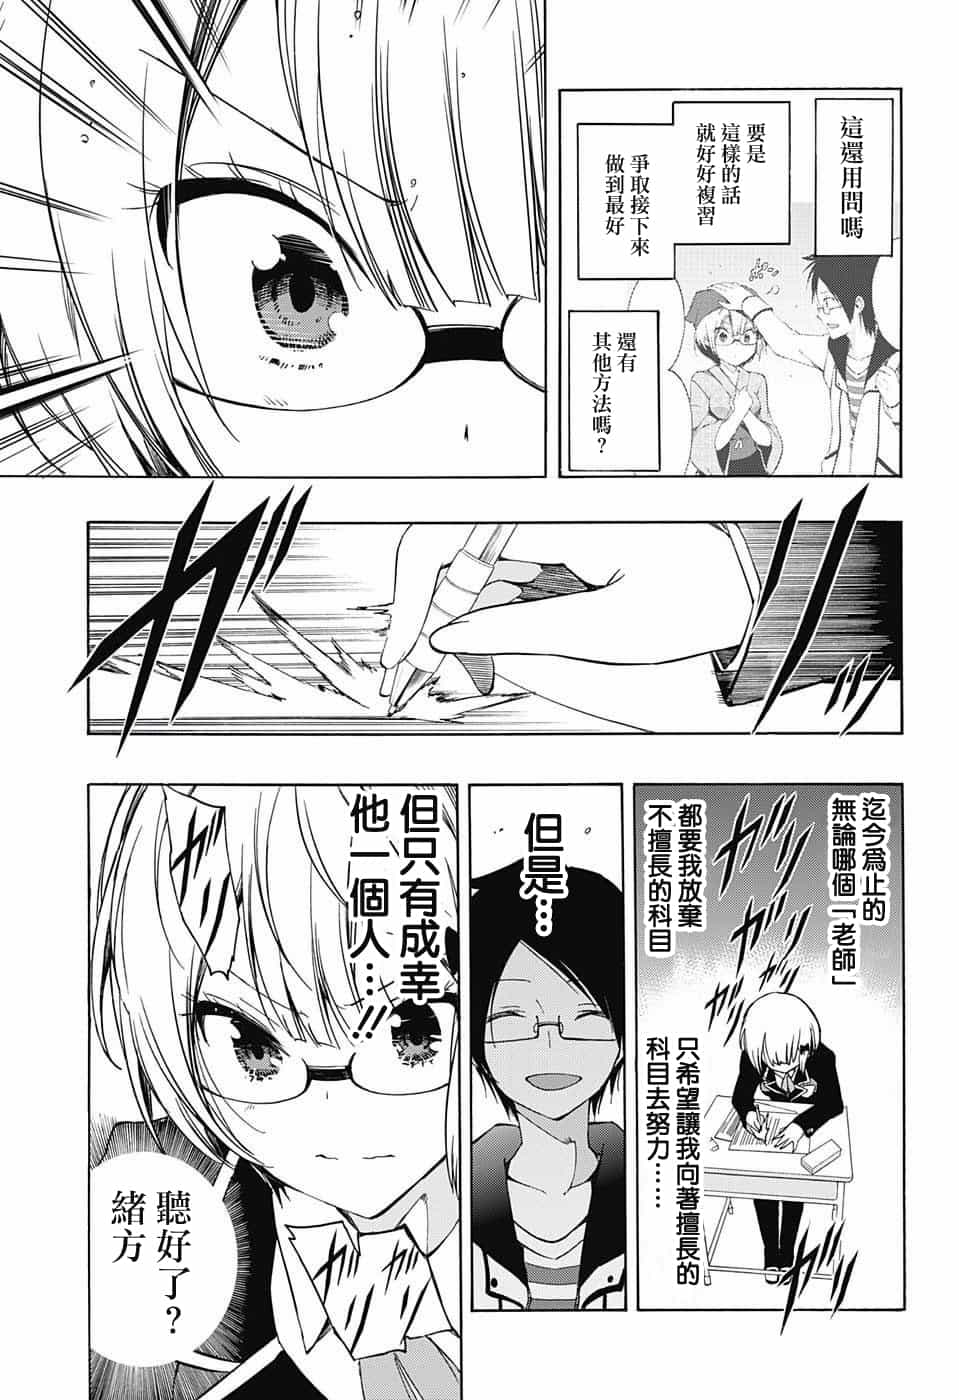 這還用問嗎
要是
這樣的話
就好好複習
爭取接下來
做到最好
還有
其他方法嗎？
迄今為止的
無論哪個「老師」
都要我放棄
不擅長的科目
只希望讓我向著擅長的
科目去努力……
但是…
但只有成幸
他一個人…!!
聽好了？
緒方